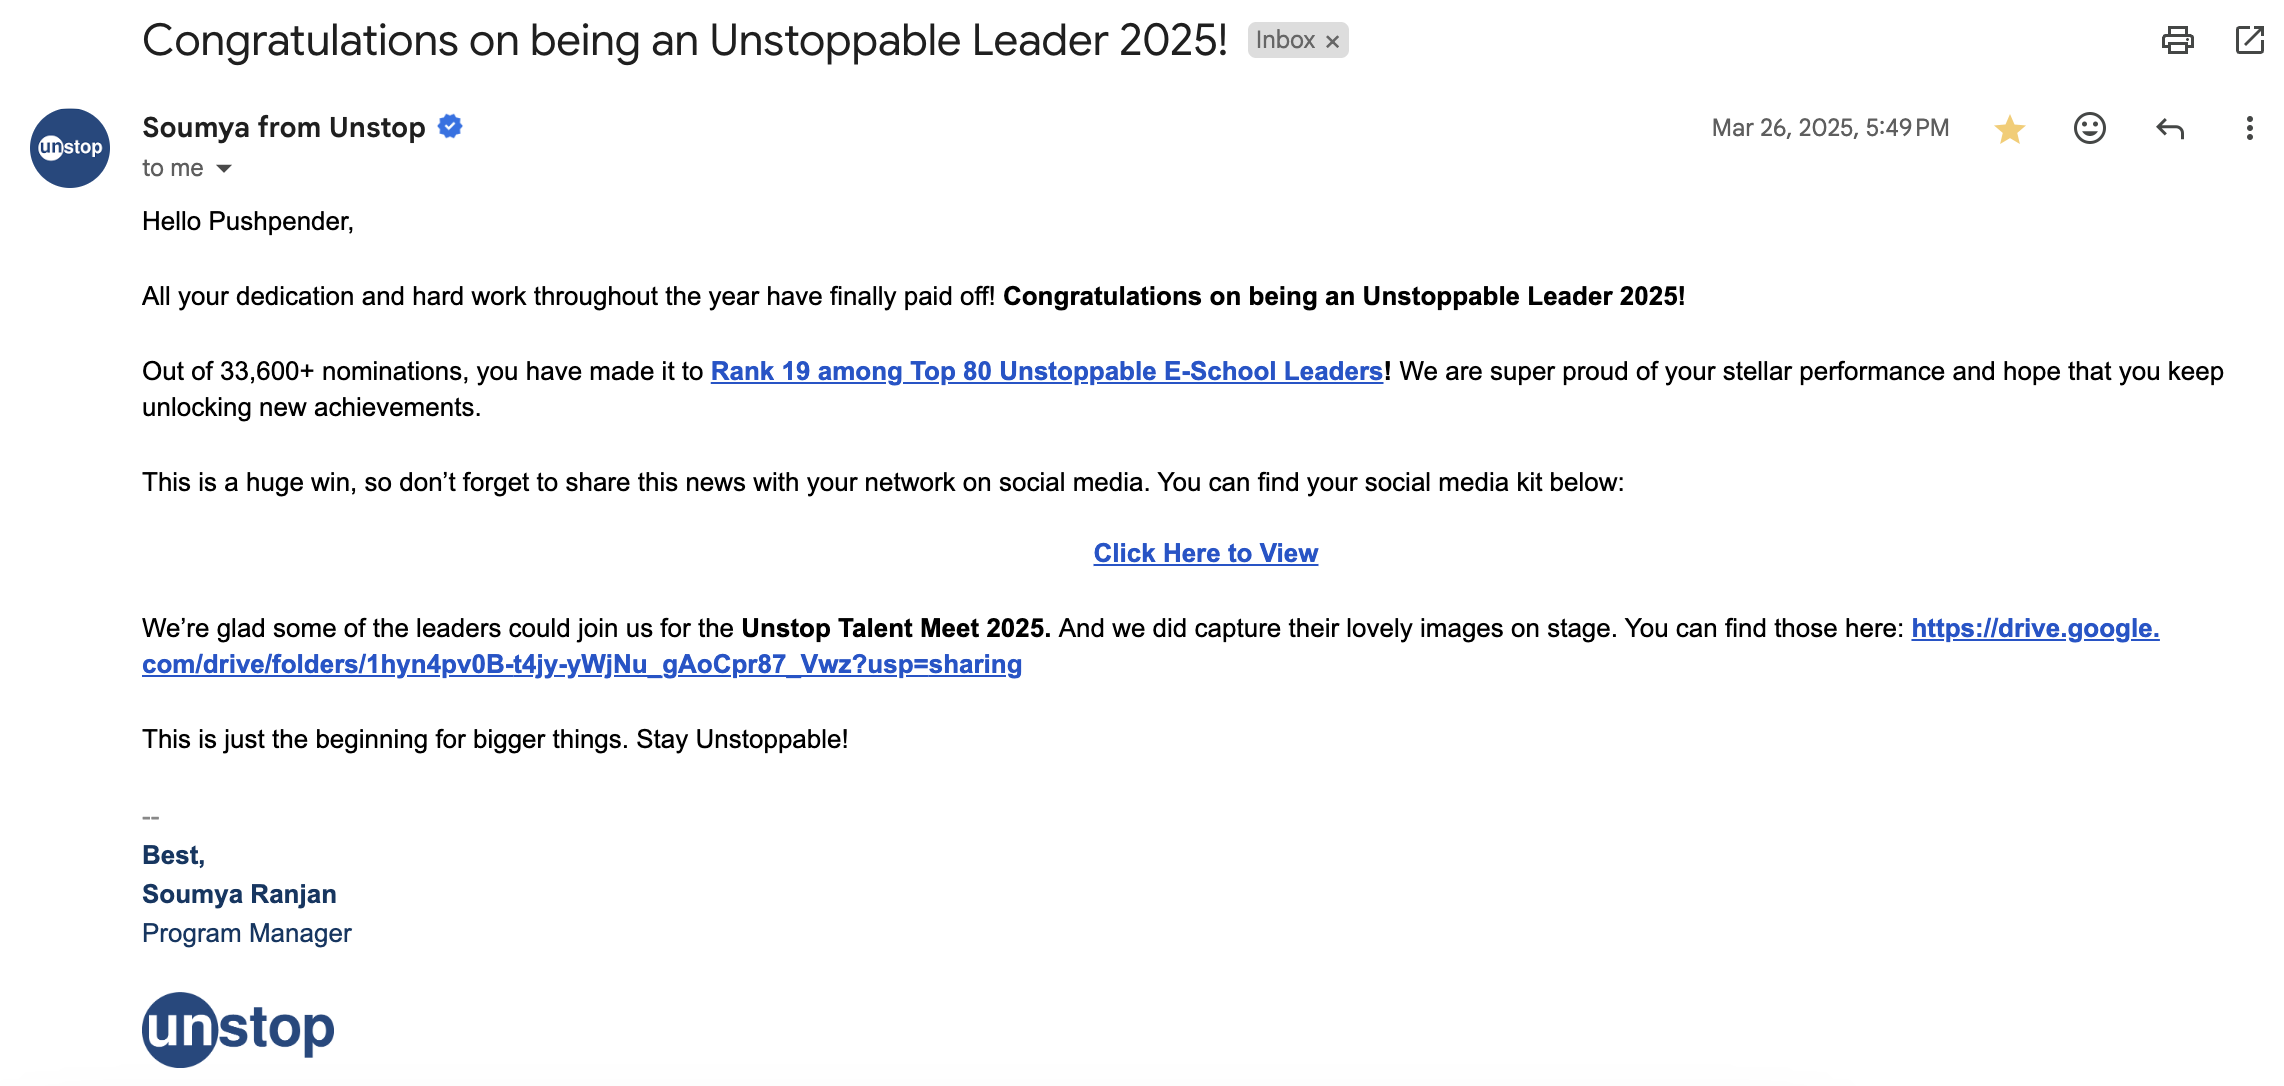 Congratulations on being an Unstoppable Leader 2025! Inbox ×
unstop
Soumya from Unstop
Mar 26, 2025, 5:49 PM
to me
Hello Pushpender,
All your dedication and hard work throughout the year have finally paid off! Congratulations on being an Unstoppable Leader 2025!
Out of 33,600+ nominations, you have made it to Rank 19 among Top 80 Unstoppable E-School Leaders! We are super proud of your stellar performance and hope that you keep
unlocking new achievements.
This is a huge win, so don’t forget to share this news with your network on social media. You can find your social media kit below:
Click Here to View
We’re glad some of the leaders could join us for the Unstop Talent Meet 2025. And we did capture their lovely images on stage. You can find those here: https://drive.google.
com/drive/folders/1hyn4pv0B-t4jy-yWjNu_gAoCpr87_Vwz?usp=sharing
This is just the beginning for bigger things. Stay Unstoppable!
--
Best,
Soumya Ranjan
Program Manager
unstop